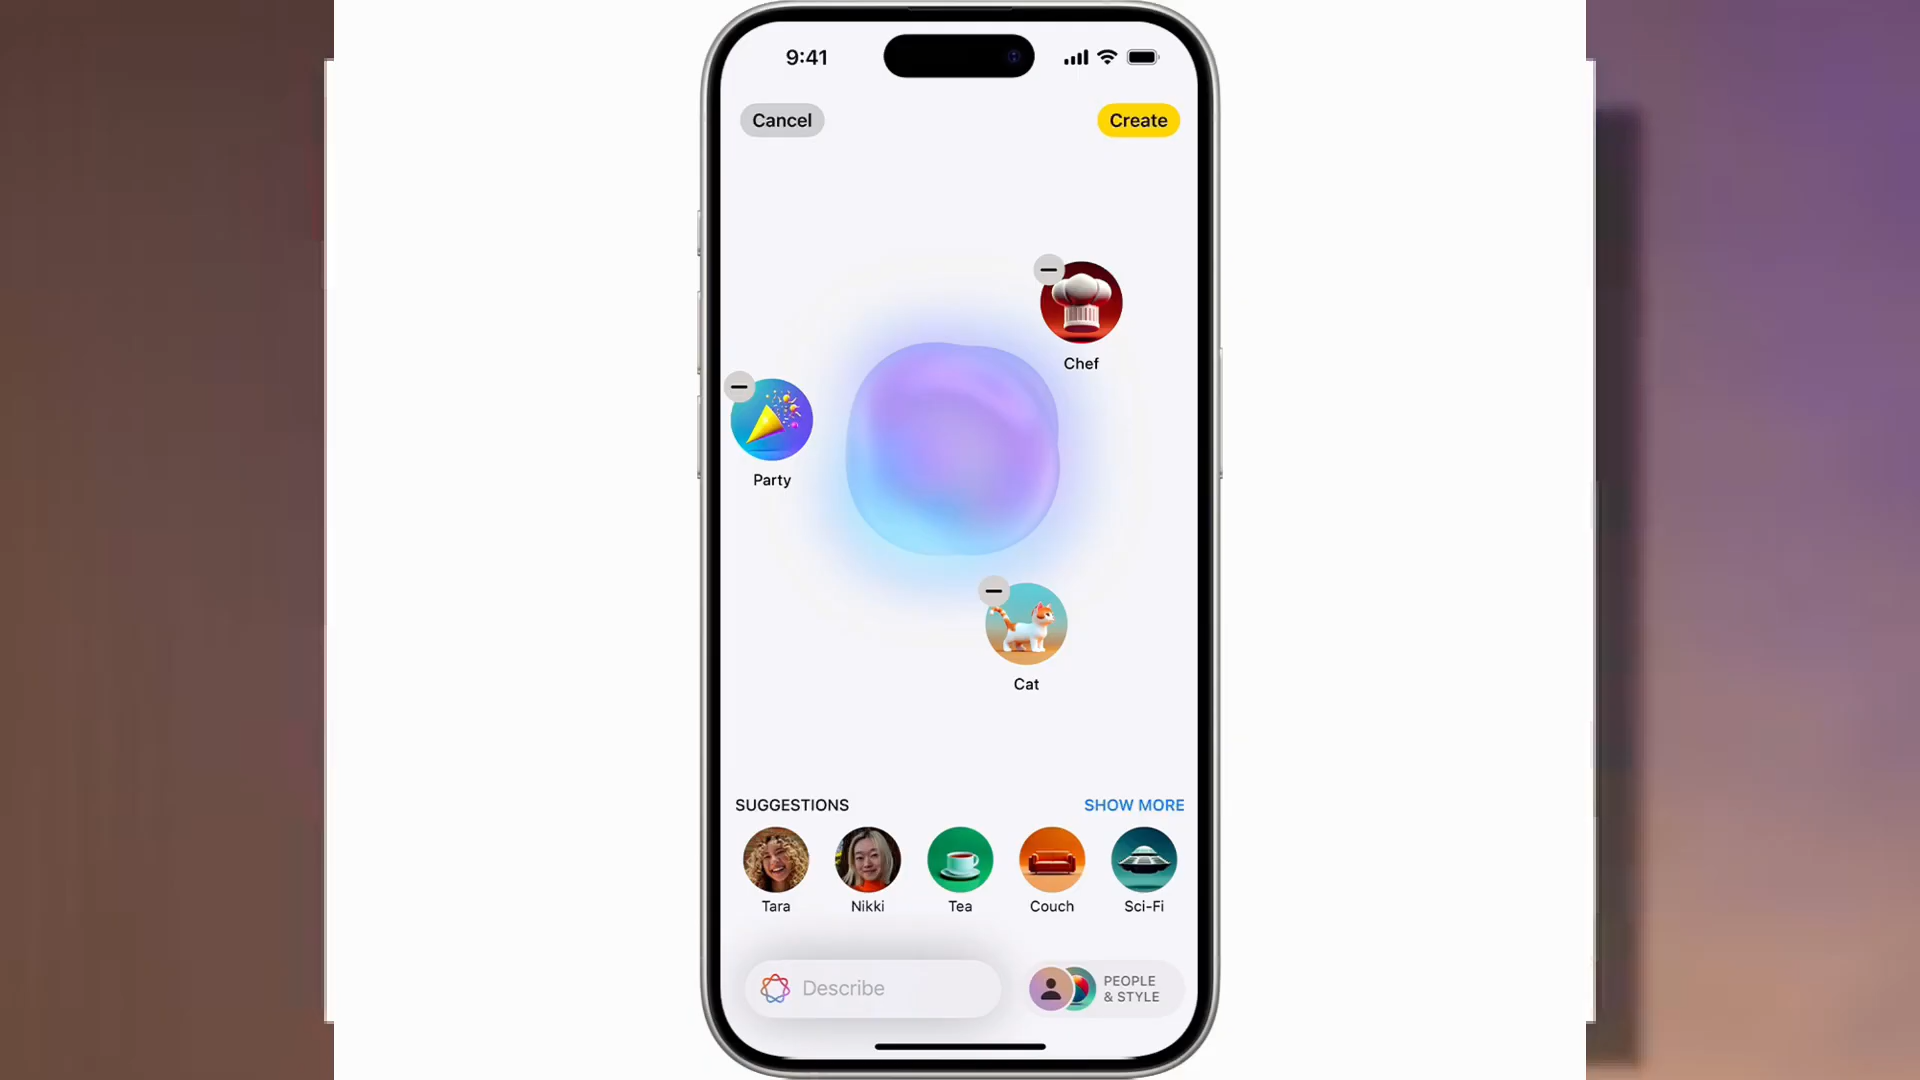 9:41
Cancel
Create
Chef
Party
Cat
SUGGESTIONS
SHOW MORE
Tara
Nikki
Tea
Couch
Sci-Fi
Describe
PEOPLE
& STYLE